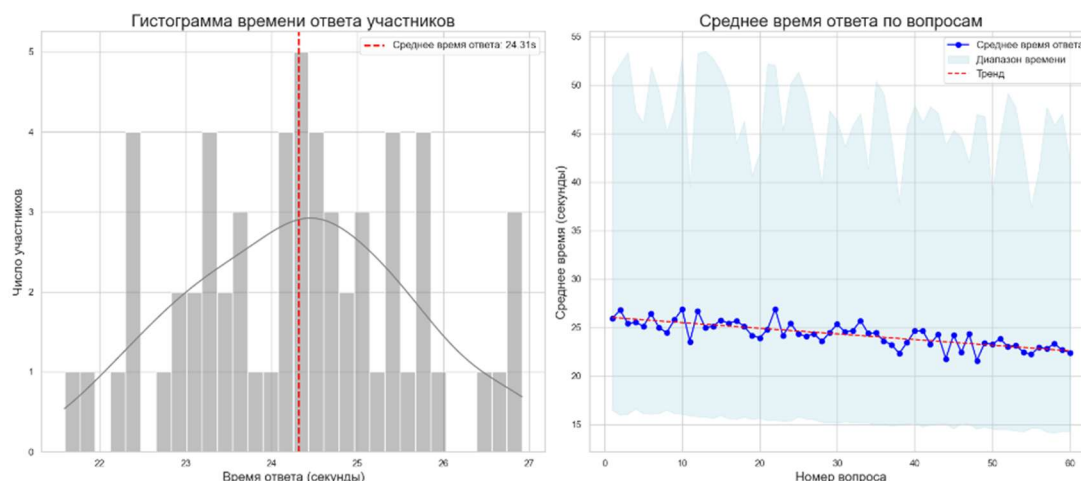 Гистограмма времени ответа участников
Среднее время ответа: 24.31s
Число участников
5
4
3
2
1
0
22
23
24
25
26
27
Время ответа (секунды)
Среднее время ответа по вопросам
Среднее время ответа
Диапазон времени
Тренд
Среднее время (секунды)
55
50
45
40
35
30
25
20
15
0
10
20
30
40
50
60
Номер вопроса